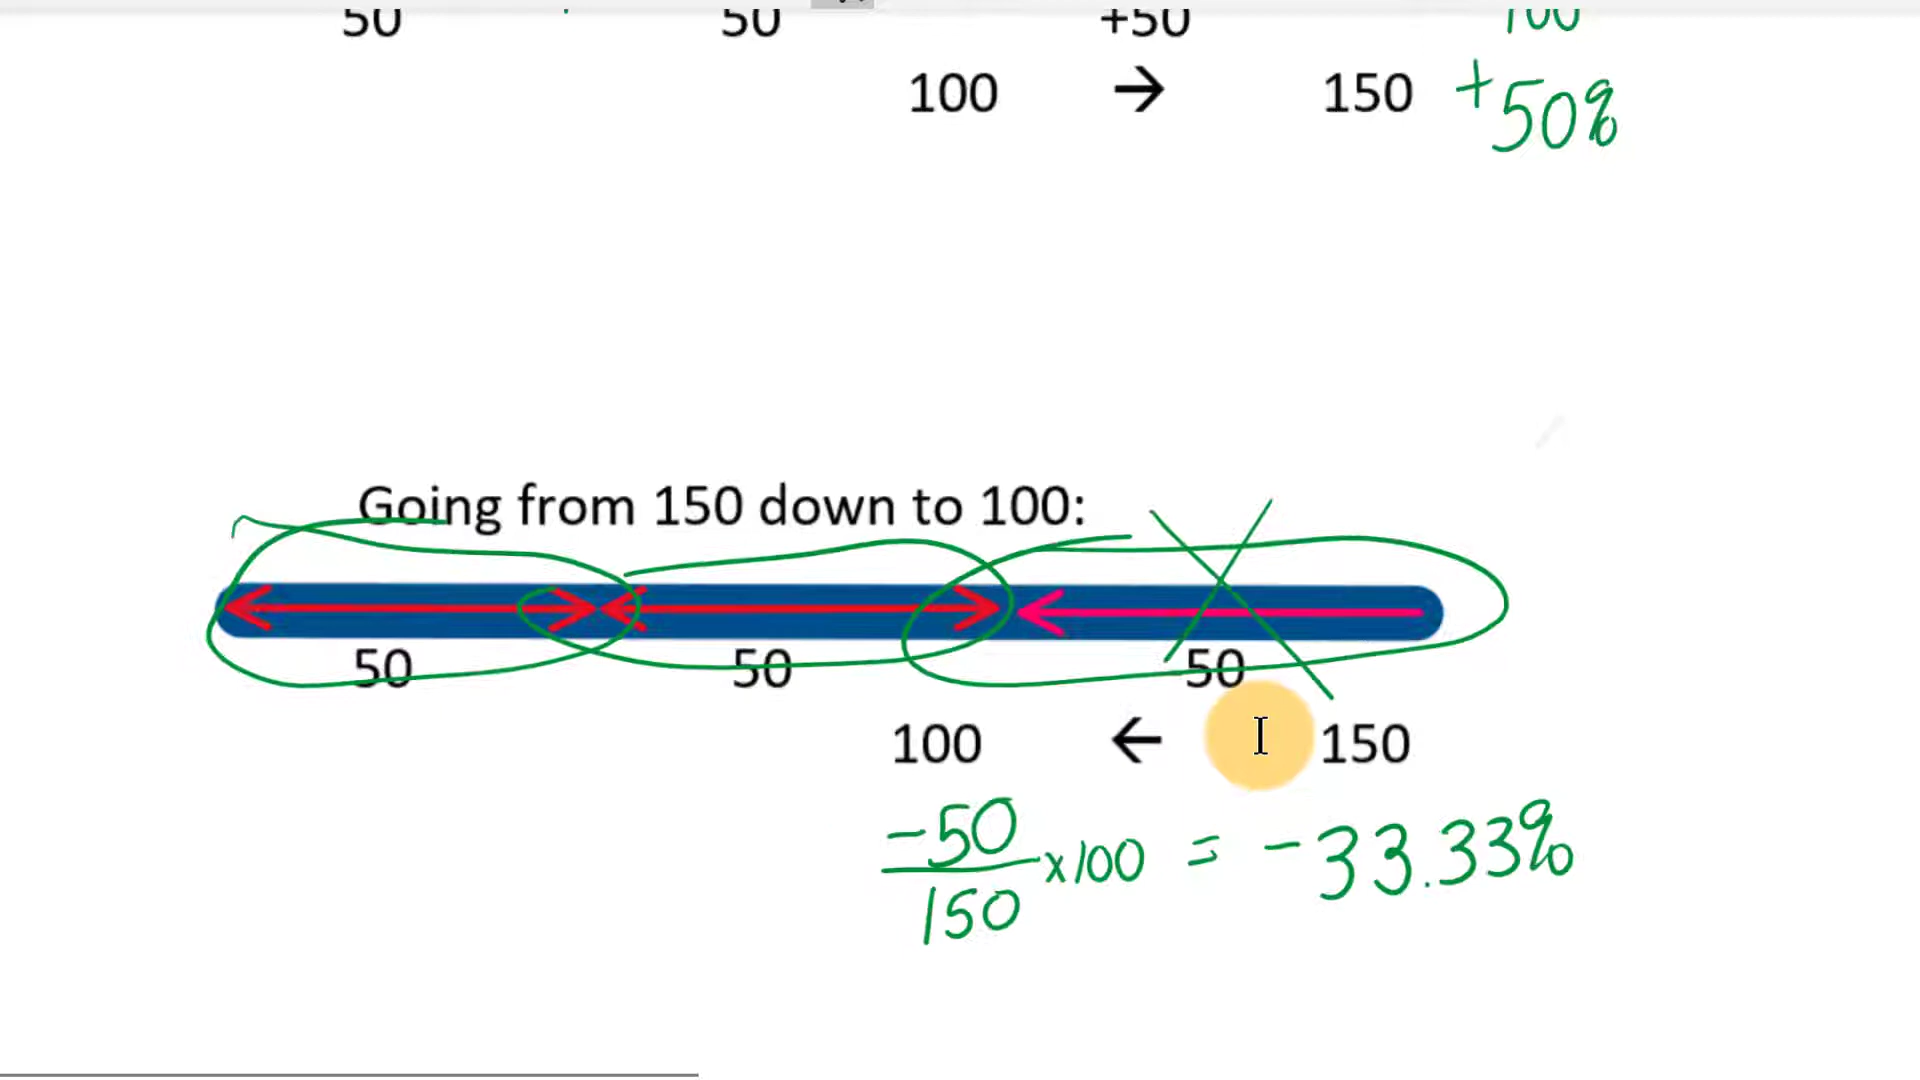 50 50 +50 100
100 → 150 +50%
Going from 150 down to 100:
50 50 50
100 ← 150
-50
150
x100 = -33.33%